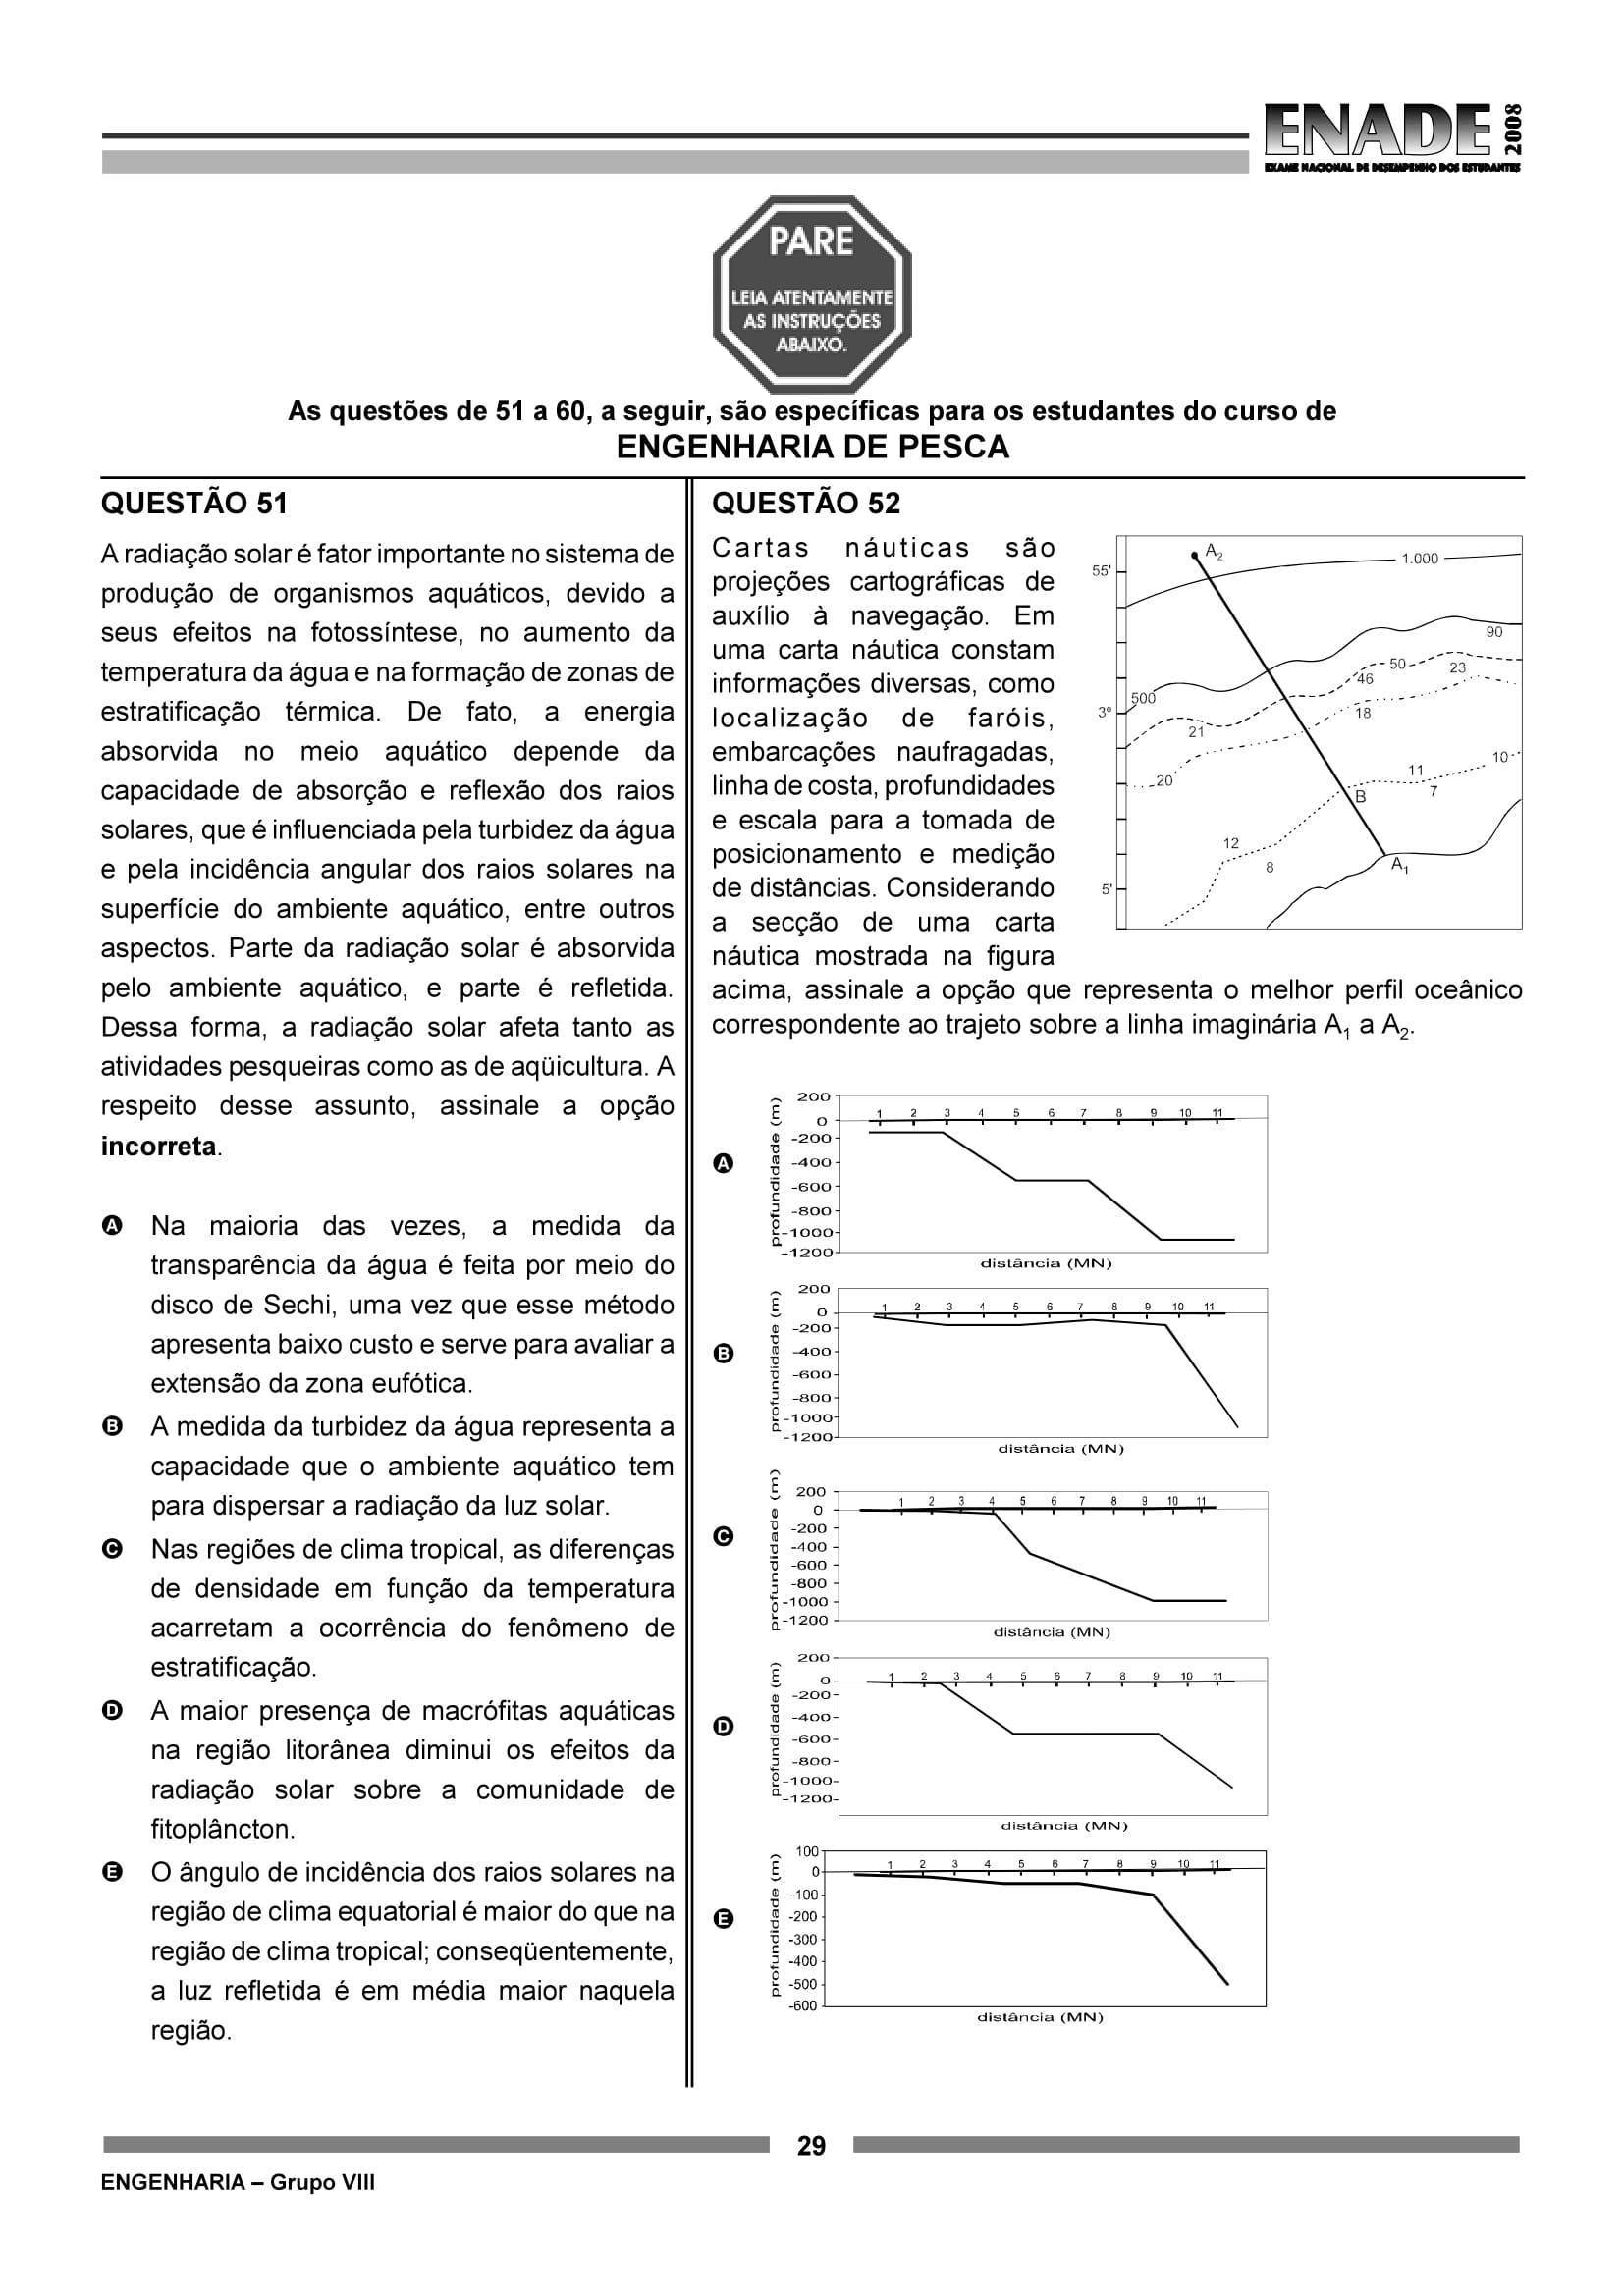 ENADE 2008
EXAME NACIONAL DE DESEMPENHO DOS ESTUDANTES
PARE
LEIA ATENTAMENTE
AS INSTRUÇÕES
ABAIXO.
As questões de 51 a 60, a seguir, são específicas para os estudantes do curso de
ENGENHARIA DE PESCA
QUESTÃO 51
A radiação solar é fator importante no sistema de
produção de organismos aquáticos, devido a
seus efeitos na fotossíntese, no aumento da
temperatura da água e na formação de zonas de
estratificação térmica. De fato, a energia
absorvida no meio aquático depende da
capacidade de absorção e reflexão dos raios
solares, que é influenciada pela turbidez da água
e pela incidência angular dos raios solares na
superfície do ambiente aquático, entre outros
aspectos. Parte da radiação solar é absorvida
pelo ambiente aquático, e parte é refletida.
Dessa forma, a radiação solar afeta tanto as
atividades pesqueiras como as de aqüicultura. A
respeito desse assunto, assinale a opção
incorreta.
A Na maioria das vezes, a medida da
transparência da água é feita por meio do
disco de Sechi, uma vez que esse método
apresenta baixo custo e serve para avaliar a
extensão da zona eufótica.
B A medida da turbidez da água representa a
capacidade que o ambiente aquático tem
para dispersar a radiação da luz solar.
C Nas regiões de clima tropical, as diferenças
de densidade em função da temperatura
acarretam a ocorrência do fenômeno de
estratificação.
D A maior presença de macrófitas aquáticas
na região litorânea diminui os efeitos da
radiação solar sobre a comunidade de
fitoplâncton.
E O ângulo de incidência dos raios solares na
região de clima equatorial é maior do que na
região de clima tropical; conseqüentemente,
a luz refletida é em média maior naquela
região.
QUESTÃO 52
Cartas náuticas são
projeções cartográficas de
auxílio à navegação. Em
uma carta náutica constam
informações diversas, como
localização de faróis,
embarcações naufragadas,
linha de costa, profundidades
e escala para a tomada de
posicionamento e medição
de distâncias. Considerando
a secção de uma carta
náutica mostrada na figura
acima, assinale a opção que representa o melhor perfil oceânico
correspondente ao trajeto sobre a linha imaginária A1 a A2.
A2
1.000
55'
90
50
23
46
500
3º
18
21
20
10
11
7
B
12
8
A1
5'
A
profundidade (m)
200
0
-200
-400
-600
-800
-1000
-1200
1 2 3 4 5 6 7 8 9 10 11
distância (MN)
B
profundidade (m)
200
0
-200
-400
-600
-800
-1000
-1200
1 2 3 4 5 6 7 8 9 10 11
distância (MN)
C
profundidade (m)
200
0
-200
-400
-600
-800
-1000
-1200
1 2 3 4 5 6 7 8 9 10 11
distância (MN)
D
profundidade (m)
200
0
-200
-400
-600
-800
-1000
-1200
1 2 3 4 5 6 7 8 9 10 11
distância (MN)
E
profundidade (m)
100
0
-100
-200
-300
-400
-500
-600
1 2 3 4 5 6 7 8 9 10 11
distância (MN)
29
ENGENHARIA – Grupo VIII